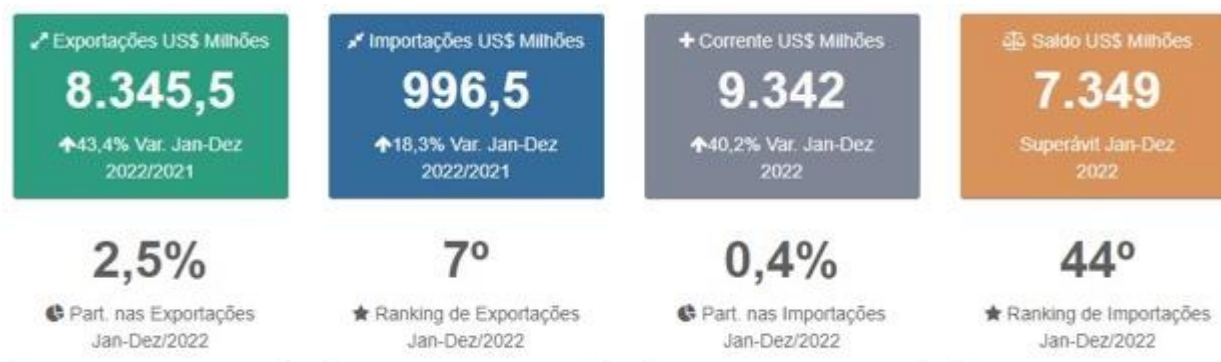 Exportações US$ Milhões
8.345,5
43,4% Var. Jan-Dez
2022/2021
Importações US$ Milhões
996,5
18,3% Var. Jan-Dez
2022/2021
Corrente US$ Milhões
9.342
40,2% Var. Jan-Dez
2022
Saldo US$ Milhões
7.349
Superávit Jan-Dez
2022
2,5%
Part. nas Exportações
Jan-Dez/2022
7º
Ranking de Exportações
Jan-Dez/2022
0,4%
Part. nas Importações
Jan-Dez/2022
44º
Ranking de Importações
Jan-Dez/2022